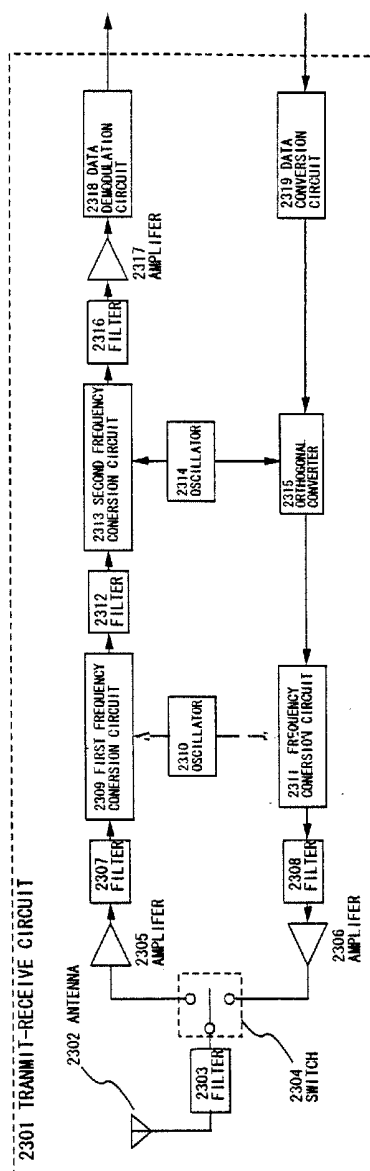 2301 TRANMIT-RECEIVE CIRCUIT
2302 ANTENNA
2303
FILTER
2304
SWITCH
2305
AMPLIFER
2307
FILTER
2309 FIRST FREQUENCY
CONERSION CIRCUIT
2312
FILTER
2313 SECOND FREQUENCY
CONERSION CIRCUIT
2316
FILTER
2317
AMPLIFER
2318 DATA
DEMODULATION
CIRCUIT
2310
OSCILLATOR
2314
OSCILLATOR
2306
AMPLIFER
2308
FILTER
2311 FREQUENCY
CONERSION CIRCUIT
2315
ORTHOGONAL
CONVERTER
2319 DATA
CONVERSION
CIRCUIT